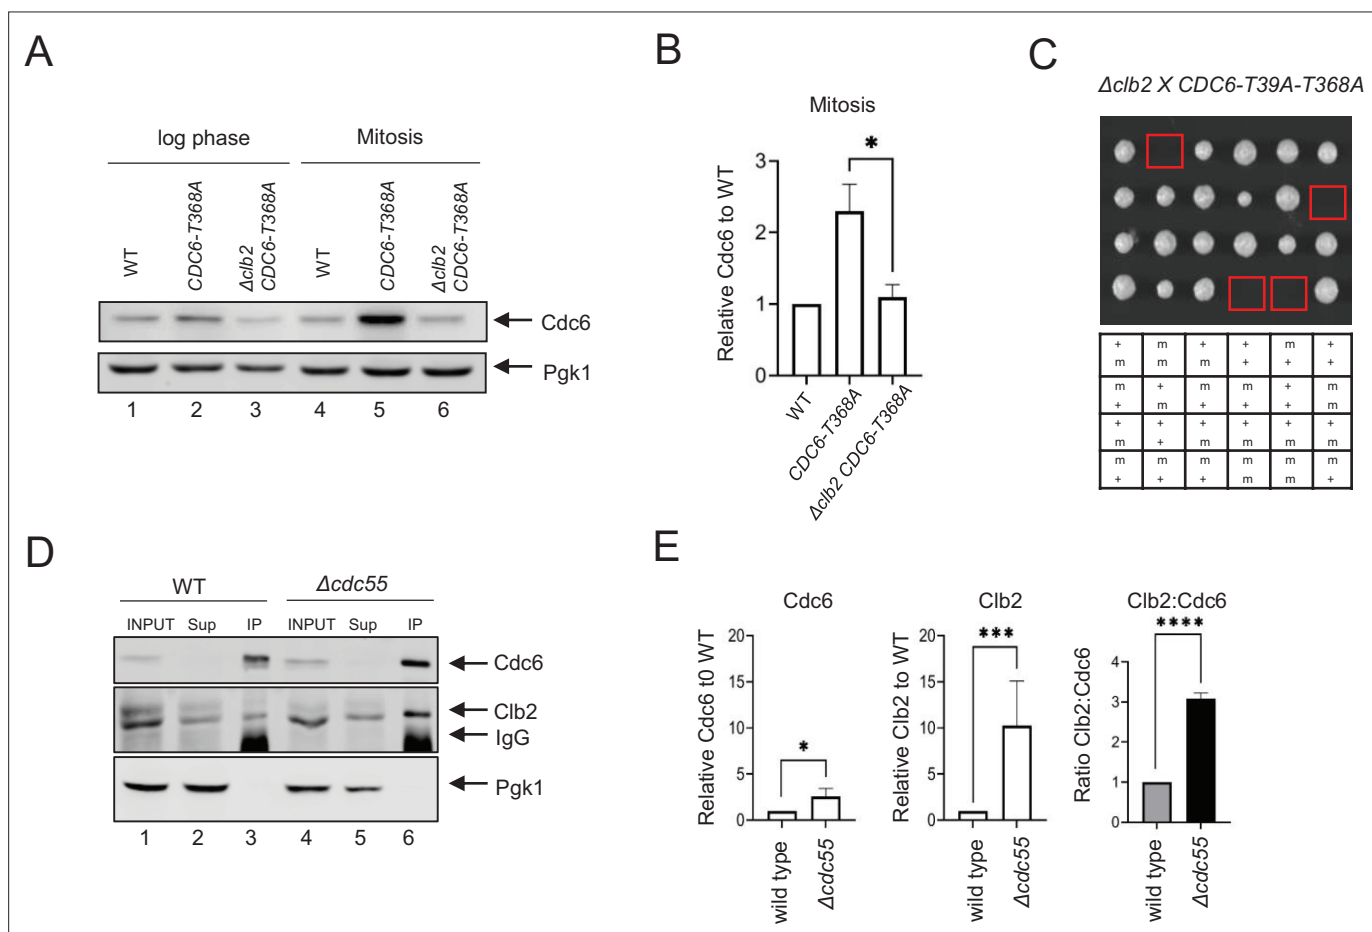 A
log phase
Mitosis
WT
CDC6-T368A
Δclb2
CDC6-T368A
WT
CDC6-T368A
Δclb2
CDC6-T368A
Cdc6
Pgk1
1 2 3 4 5 6
B
Mitosis
*
Relative Cdc6 to WT
3
2
1
0
WT
CDC6-T368A
Δclb2 CDC6-T368A
C
Δclb2 X CDC6-T39A-T368A
+ m + + m +
m m m + + +
m + m + m +
+ m + + + m
+ + + + + +
m + m m m m
m m m m m m
+ + + m m +
D
WT
Δcdc55
INPUT Sup IP INPUT Sup IP
Cdc6
Clb2
IgG
Pgk1
1 2 3 4 5 6
E
Cdc6
Relative Cdc6 t0 WT
20
15
10
5
0
*
wild type
Δcdc55
Clb2
Relative Clb2 to WT
20
15
10
5
0
***
wild type
Δcdc55
Clb2:Cdc6
****
Ratio Clb2:Cdc6
4
3
2
1
0
wild type
Δcdc55